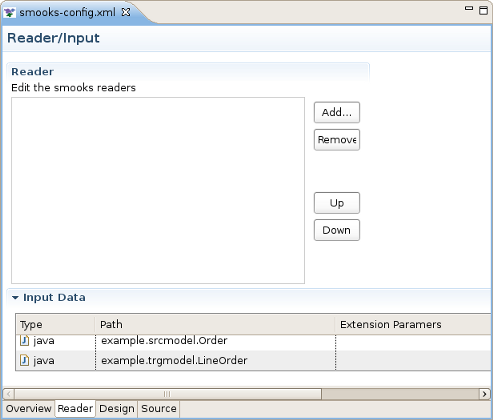 smooks-config.xml
Reader/Input
Reader
Edit the smooks readers
Add...
Remove
Up
Down
Input Data
Type Path Extension Paramers
java example.srcmodel.Order
java example.trgmodel.LineOrder
Overview Reader Design Source